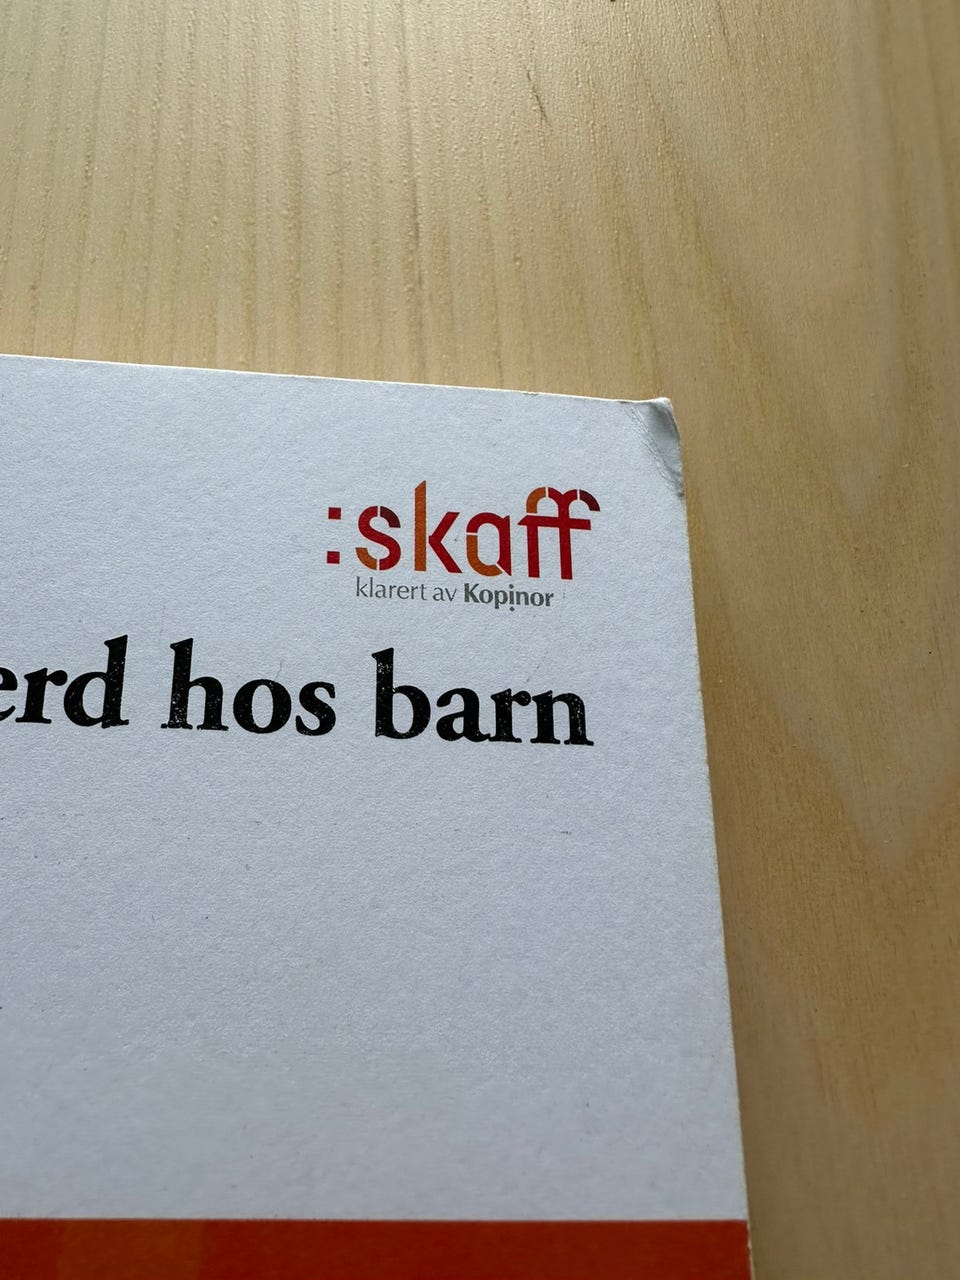 :skaff
klarert av Kopinor
erd hos barn